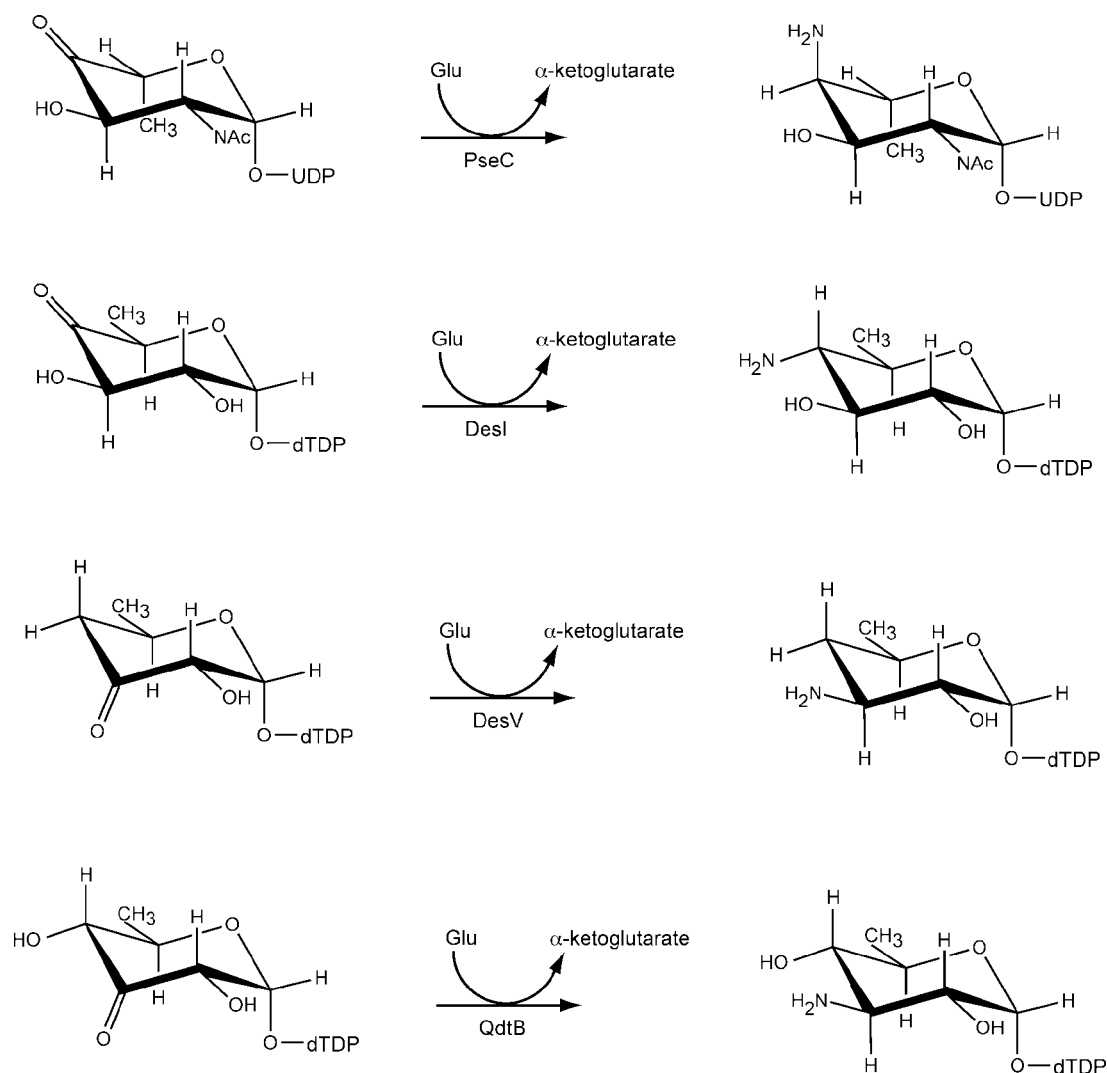 O H H O Glu α-ketoglutarate H2N H H O
HO CH3 NAc H PseC H HO CH3 NAc H
H O—UDP H O—UDP
O CH3 H O Glu α-ketoglutarate H CH3 H O
HO H OH H DesI H2N HO H OH H
H O—dTDP H O—dTDP
H CH3 H O Glu α-ketoglutarate H CH3 H O
H H OH H DesV H H2N H OH H
O O—dTDP H O—dTDP
H CH3 H O Glu α-ketoglutarate H CH3 H O
HO H OH H QdtB HO H2N H OH H
O O—dTDP H O—dTDP